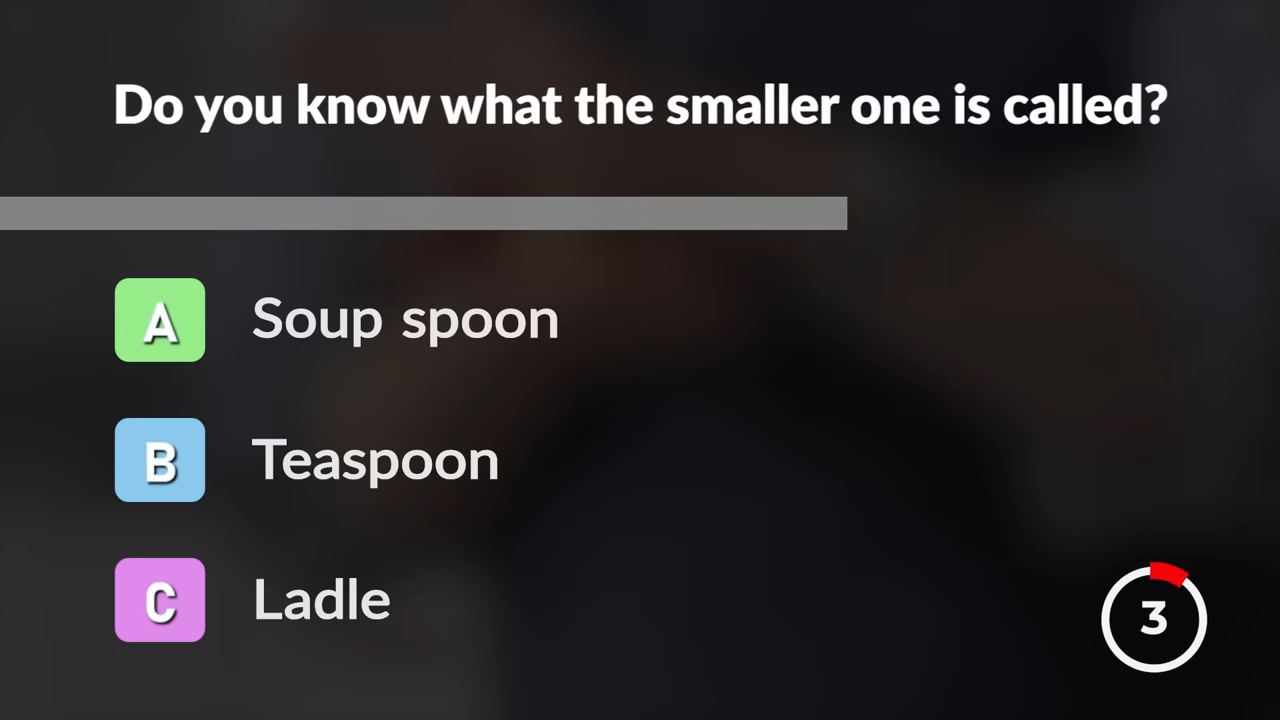 Do you know what the smaller one is called?
A Soup spoon
B Teaspoon
C Ladle
3